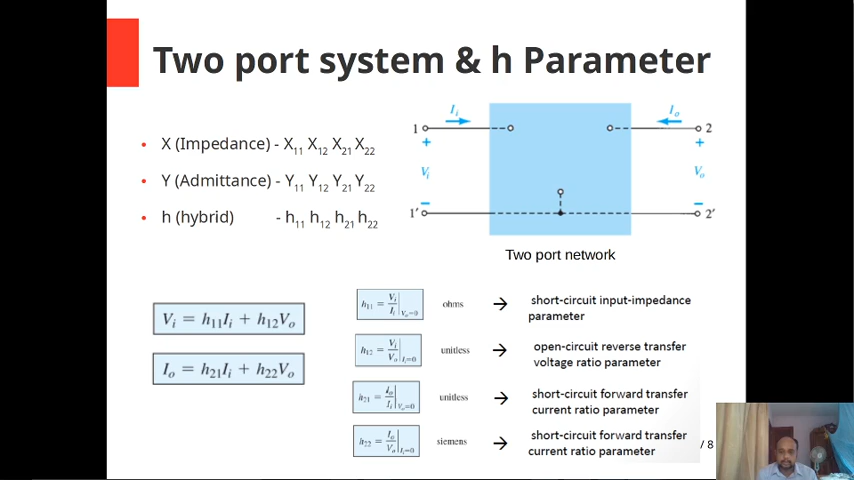 Two port system & h Parameter
• X (Impedance) - X11 X12 X21 X22
• Y (Admittance) - Y11 Y12 Y21 Y22
• h (hybrid) - h11 h12 h21 h22
Ii Io
1 2
+ +
Vi Vo
− −
1′ 2′
Two port network
Vi = h11Ii + h12Vo
Io = h21Ii + h22Vo
h11 = Vi/Ii |Vo=0 ohms → short-circuit input-impedance
parameter
h12 = Vi/Vo |Ii=0 unitless → open-circuit reverse transfer
voltage ratio parameter
h21 = Io/Ii |Vo=0 unitless → short-circuit forward transfer
current ratio parameter
h22 = Io/Vo |Ii=0 siemens → short-circuit forward transfer
current ratio parameter
/ 8